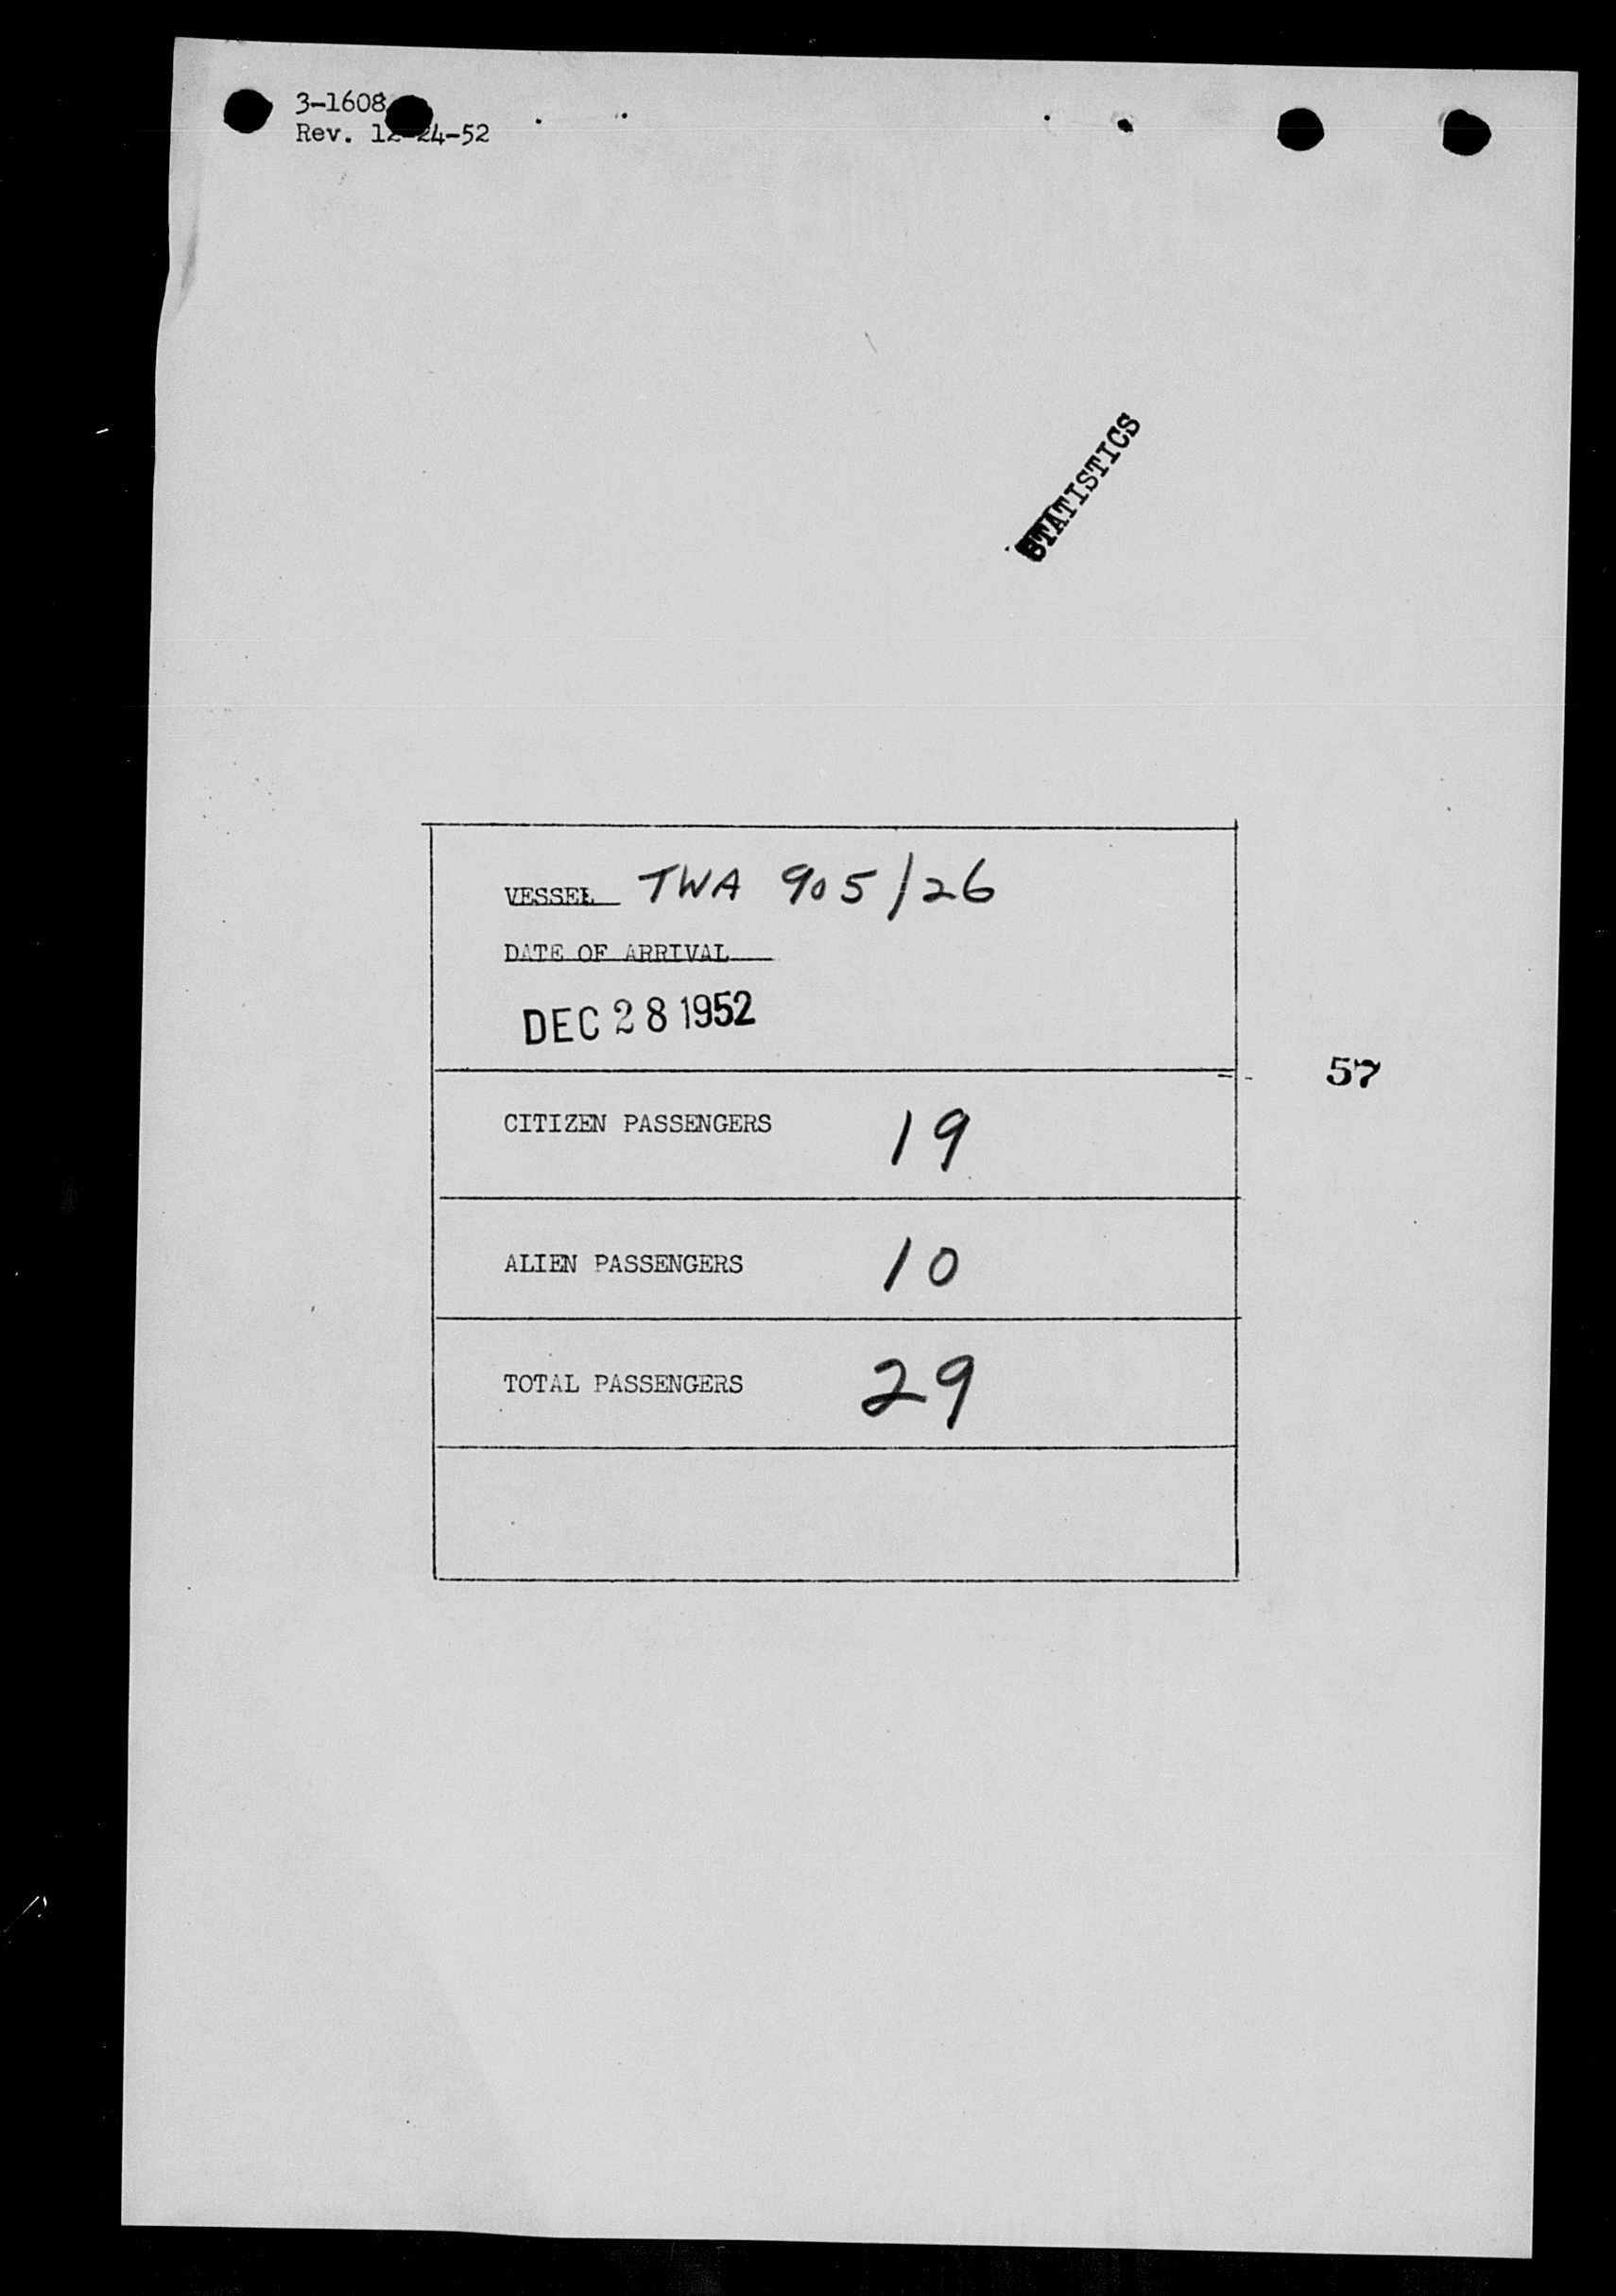 3-1608
Rev. 12-24-52
STATISTICS
VESSEL TWA 905/26
DATE OF ARRIVAL
DEC 28 1952
57
CITIZEN PASSENGERS 19
ALIEN PASSENGERS 10
TOTAL PASSENGERS 29